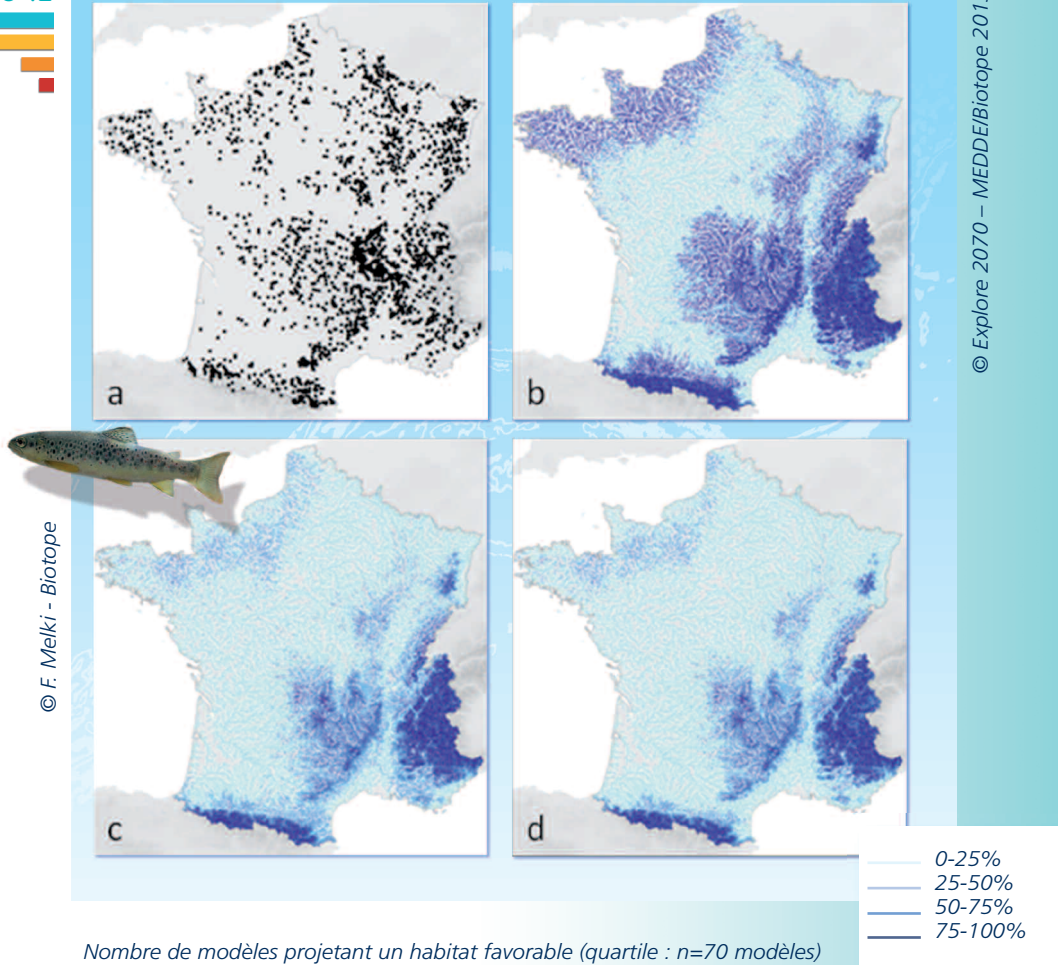 a
b
© Explore 2070 – MEDDE/Biotope
© F. Melki - Biotope
c
d
0-25%
25-50%
50-75%
75-100%
Nombre de modèles projetant un habitat favorable (quartile : n=70 modèles)